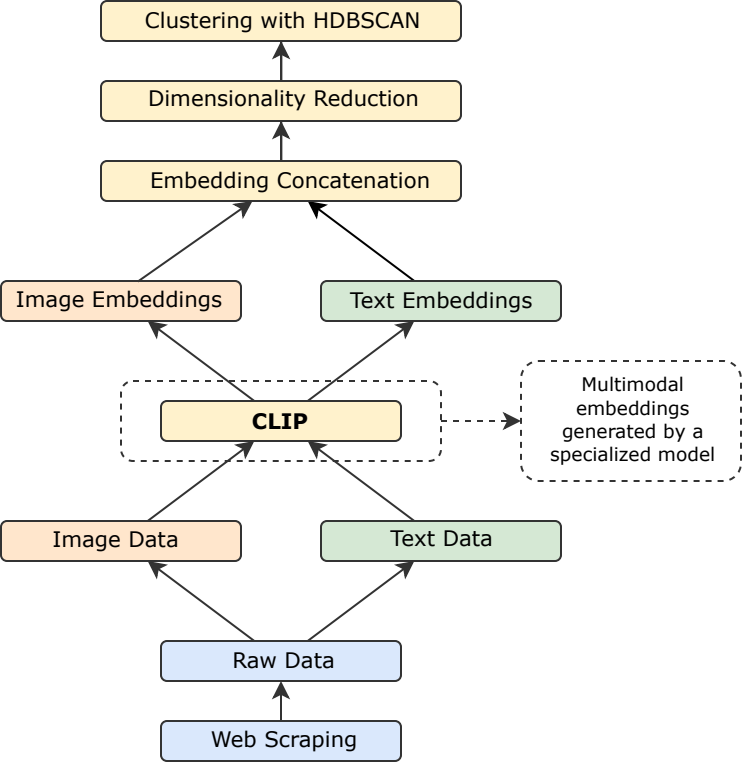 Clustering with HDBSCAN
Dimensionality Reduction
Embedding Concatenation
Image Embeddings
Text Embeddings
CLIP
Multimodal
embeddings
generated by a
specialized model
Image Data
Text Data
Raw Data
Web Scraping